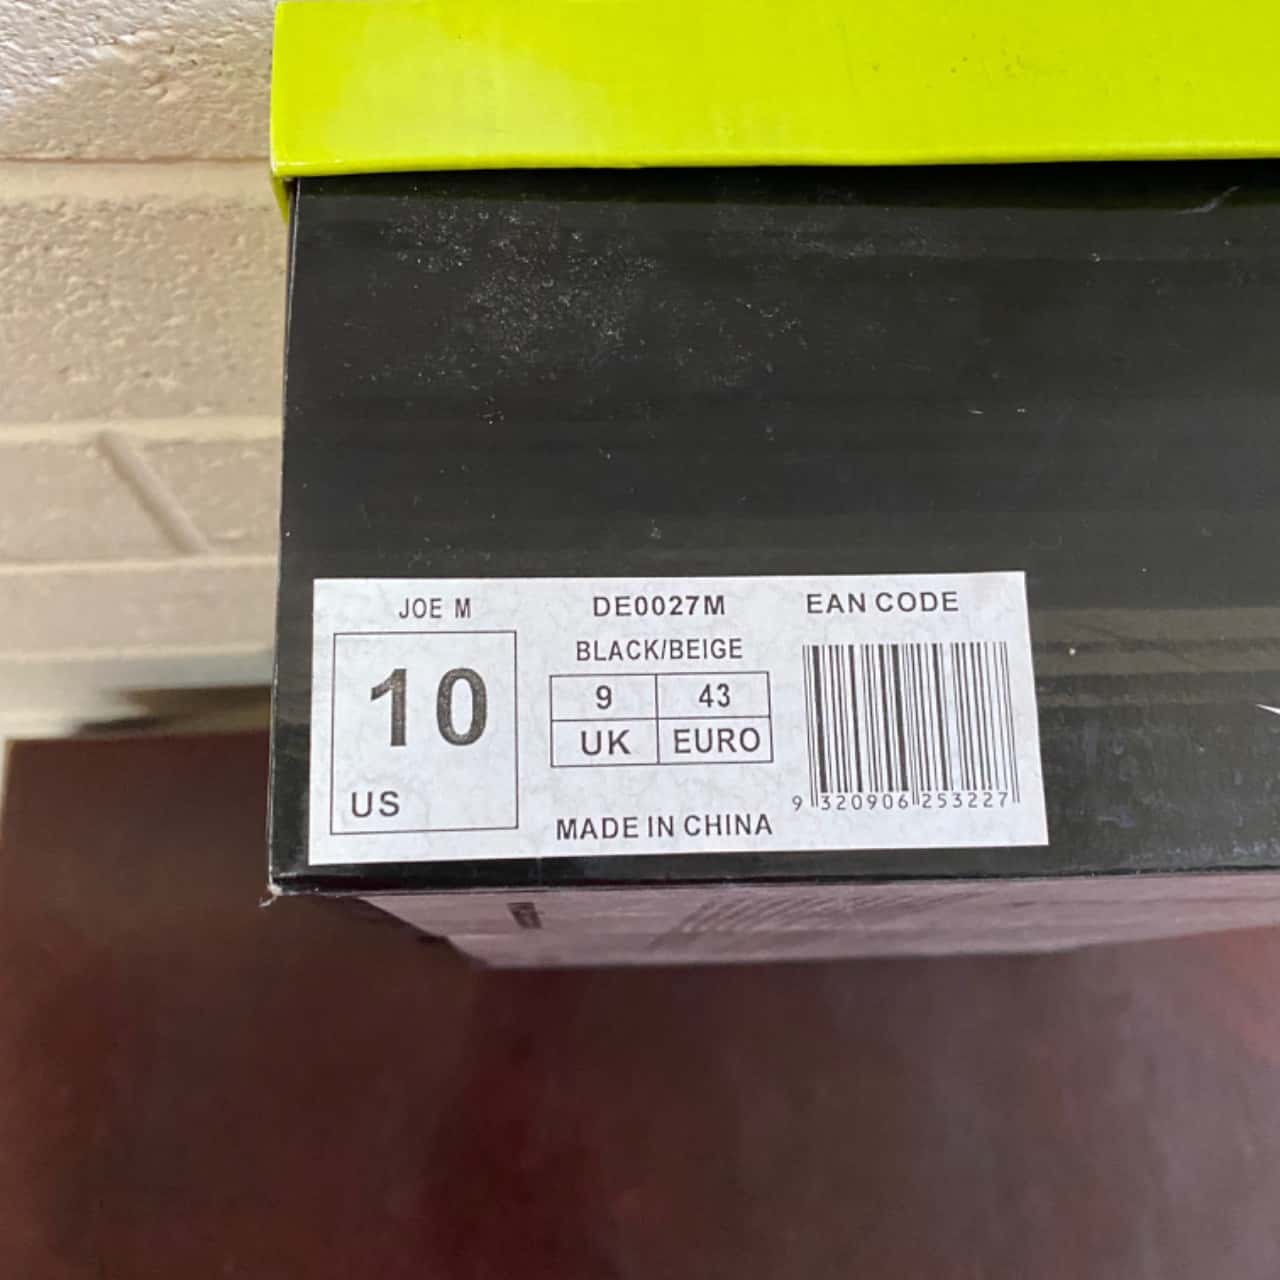 JOE M
10
US
DE0027M
BLACK/BEIGE
9 43
UK EURO
MADE IN CHINA
EAN CODE
9 320906 253227